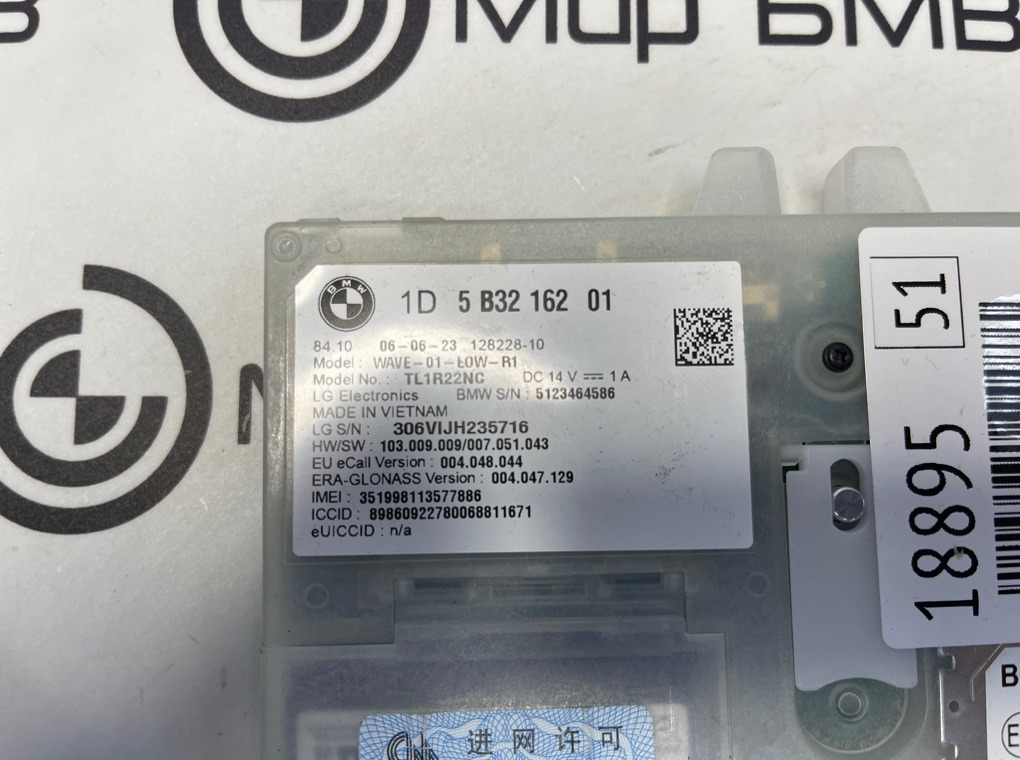 Мир БМВ
BMW
1D 5 B32 162 01
84.10 06-06-23 128228-10
Model: WAVE-01-LOW-R1
Model No.: TL1R22NC DC 14 V ⎓ 1 A
LG Electronics BMW S/N : 5123464586
MADE IN VIETNAM
LG S/N : 306VIJH235716
HW/SW : 103.009.009/007.051.043
EU eCall Version : 004.048.044
ERA-GLONASS Version : 004.047.129
IMEI : 351998113577886
ICCID : 89860922780068811671
eUICCID : n/a
51
18895
进网许可